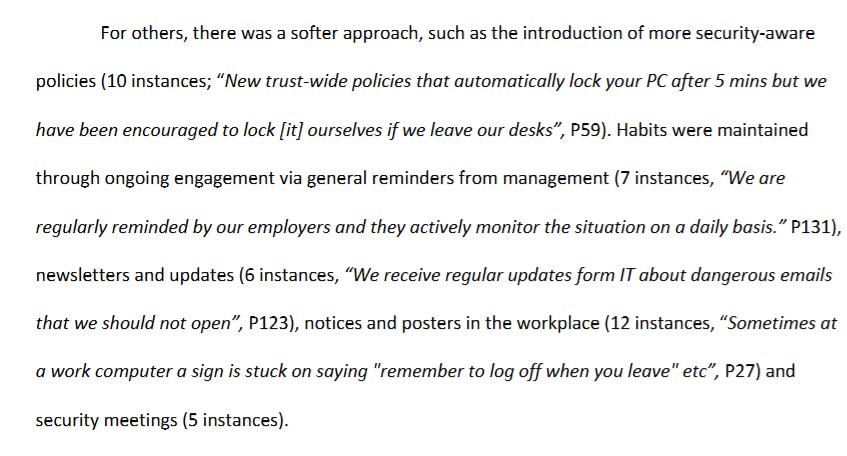 For others, there was a softer approach, such as the introduction of more security-aware
policies (10 instances; “New trust-wide policies that automatically lock your PC after 5 mins but we
have been encouraged to lock [it] ourselves if we leave our desks”, P59). Habits were maintained
through ongoing engagement via general reminders from management (7 instances, “We are
regularly reminded by our employers and they actively monitor the situation on a daily basis.” P131),
newsletters and updates (6 instances, “We receive regular updates form IT about dangerous emails
that we should not open”, P123), notices and posters in the workplace (12 instances, “Sometimes at
a work computer a sign is stuck on saying "remember to log off when you leave" etc”, P27) and
security meetings (5 instances).